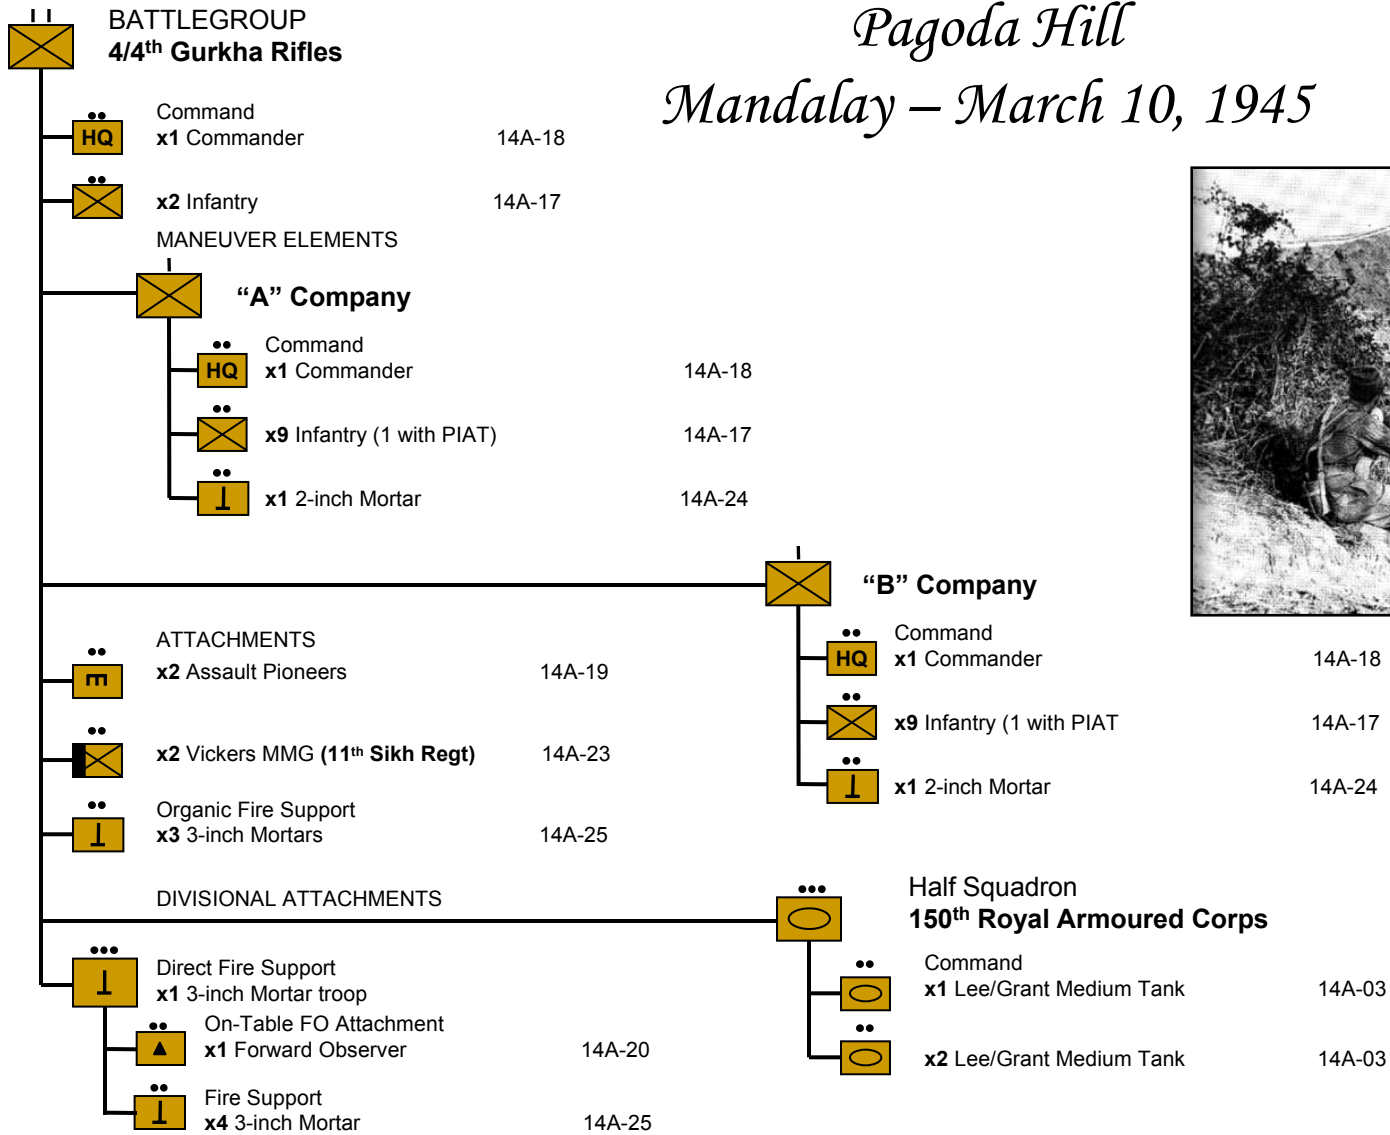 BATTLEGROUP
4/4th Gurkha Rifles
Pagoda Hill
Mandalay – March 10, 1945
Command
HQ x1 Commander 14A-18
x2 Infantry 14A-17
MANEUVER ELEMENTS
“A” Company
Command
HQ x1 Commander 14A-18
x9 Infantry (1 with PIAT) 14A-17
x1 2-inch Mortar 14A-24
“B” Company
Command
HQ x1 Commander 14A-18
x9 Infantry (1 with PIAT 14A-17
x1 2-inch Mortar 14A-24
ATTACHMENTS
x2 Assault Pioneers 14A-19
x2 Vickers MMG (11th Sikh Regt) 14A-23
Organic Fire Support
x3 3-inch Mortars 14A-25
DIVISIONAL ATTACHMENTS
Half Squadron
150th Royal Armoured Corps
Command
x1 Lee/Grant Medium Tank 14A-03
x2 Lee/Grant Medium Tank 14A-03
Direct Fire Support
x1 3-inch Mortar troop
On-Table FO Attachment
x1 Forward Observer 14A-20
Fire Support
x4 3-inch Mortar 14A-25